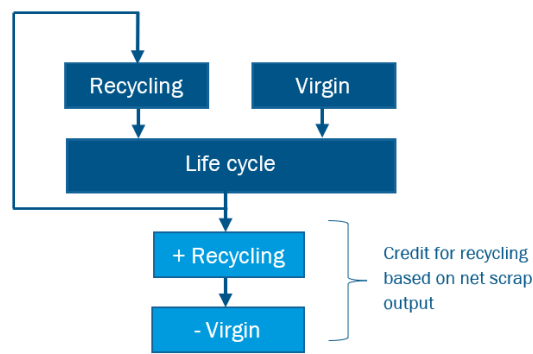 Recycling
Virgin
Life cycle
+ Recycling
- Virgin
Credit for recycling
based on net scrap
output